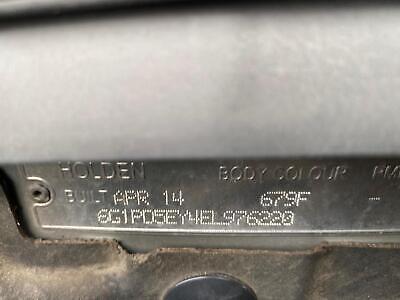 HOLDEN BODY COLOUR
BUILT APR 14 679F -
6G1PD5EY4EL976220